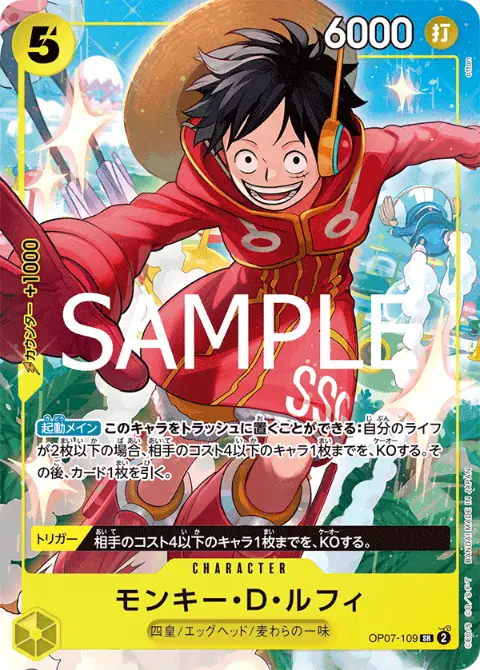 5
6000
打
etlan
カウンター +1000
SAMPLE
SSG
起動メイン このキャラをトラッシュに置くことができる:自分のライフ
が2枚以下の場合、相手のコスト4以下のキャラ1枚までを、KOする。そ
の後、カード1枚を引く。
トリガー 相手のコスト4以下のキャラ1枚までを、KOする。
CHARACTER
モンキー・D・ルフィ
四皇/エッグヘッド/麦わらの一味
OP07-109 SR 2
BANDAI MADE IN JAPAN